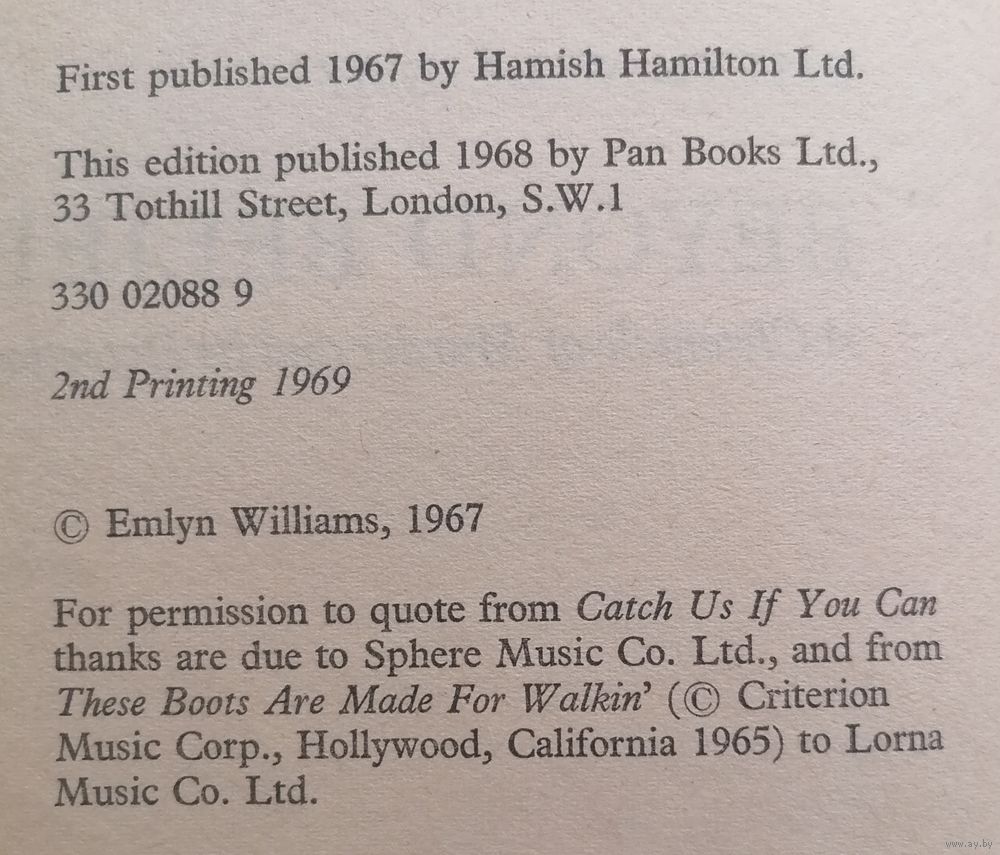 First published 1967 by Hamish Hamilton Ltd.
This edition published 1968 by Pan Books Ltd.,
33 Tothill Street, London, S.W.1
330 02088 9
2nd Printing 1969
© Emlyn Williams, 1967
For permission to quote from Catch Us If You Can
thanks are due to Sphere Music Co. Ltd., and from
These Boots Are Made For Walkin’ (© Criterion
Music Corp., Hollywood, California 1965) to Lorna
Music Co. Ltd.
www.ay.by